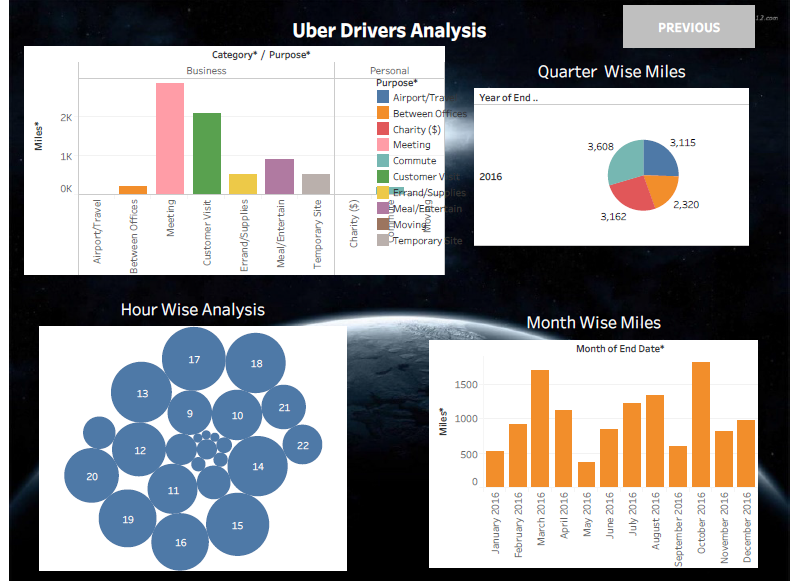 Uber Drivers Analysis
PREVIOUS
12.com
Category* / Purpose*
Business
Personal
Miles*
2K
1K
0K
Airport/Travel
Between Offices
Meeting
Customer Visit
Errand/Supplies
Meal/Entertain
Temporary Site
Charity ($)
Moving
Purpose*
Airport/Travel
Between Offices
Charity ($)
Meeting
Commute
Customer Visit
Errand/Supplies
Meal/Entertain
Moving
Temporary Site
Quarter Wise Miles
Year of End ..
2016
3,608
3,115
2,320
3,162
Hour Wise Analysis
17
18
13
9
10
21
12
22
14
20
11
19
15
16
Month Wise Miles
Month of End Date*
Miles*
1500
1000
500
0
January 2016
February 2016
March 2016
April 2016
May 2016
June 2016
July 2016
August 2016
September 2016
October 2016
November 2016
December 2016